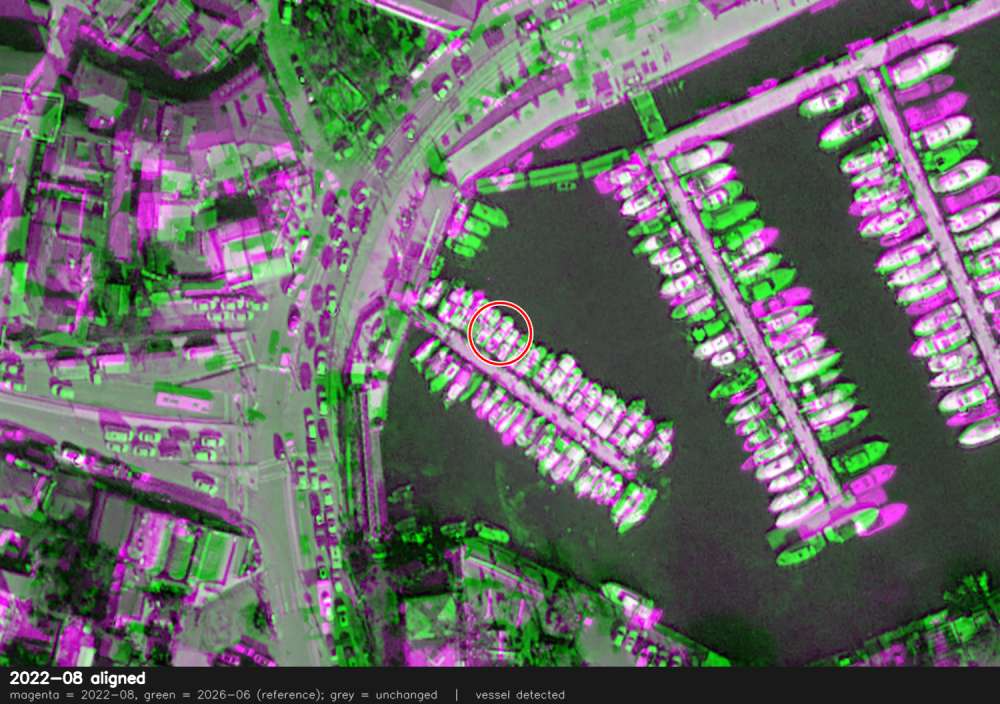 2022-08 aligned
magenta = 2022-08, green = 2026-06 (reference); grey = unchanged | vessel detected